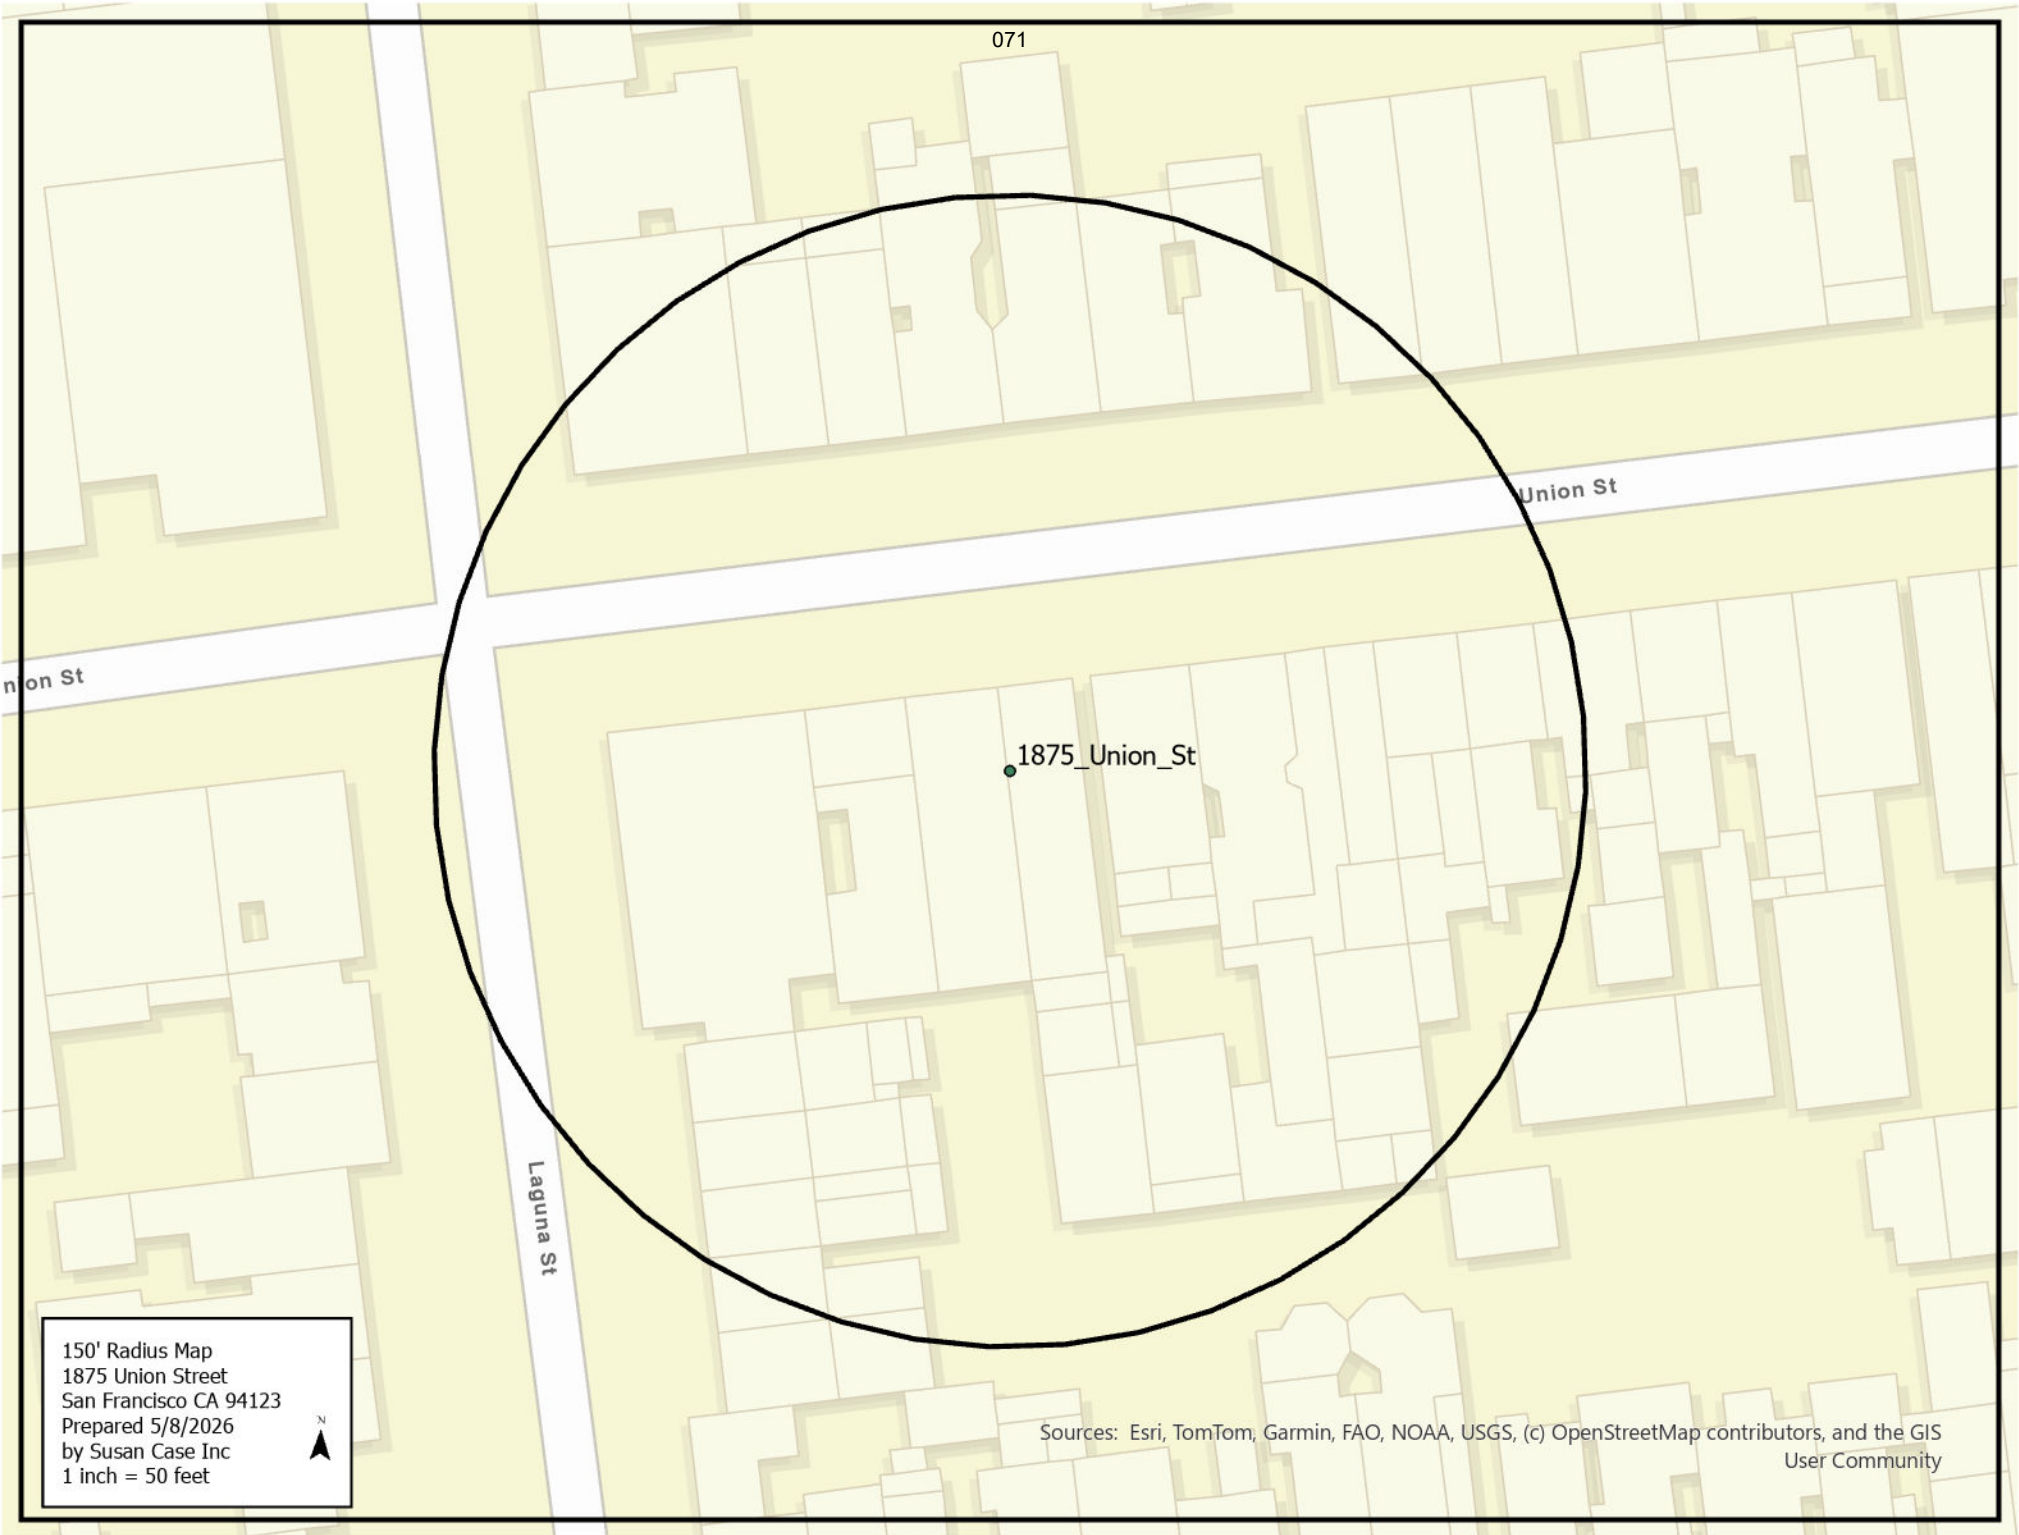 071
Union St
nion St
1875_Union_St
Laguna St
150' Radius Map
1875 Union Street
San Francisco CA 94123
Prepared 5/8/2026
by Susan Case Inc
1 inch = 50 feet
N
Sources: Esri, TomTom, Garmin, FAO, NOAA, USGS, (c) OpenStreetMap contributors, and the GIS
User Community